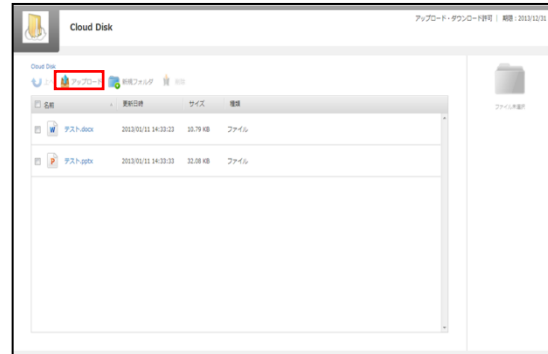 Cloud Disk
アップロード・ダウンロード許可 | 期限 : 2013/12/31
Cloud Disk
アップロード 新規フォルダ
名前 更新日時 サイズ 種類
テスト.docx 2013/01/11 14:33:23 10.79 KB ファイル
テスト.pptx 2013/01/11 14:33:33 32.08 KB ファイル
ファイル未選択